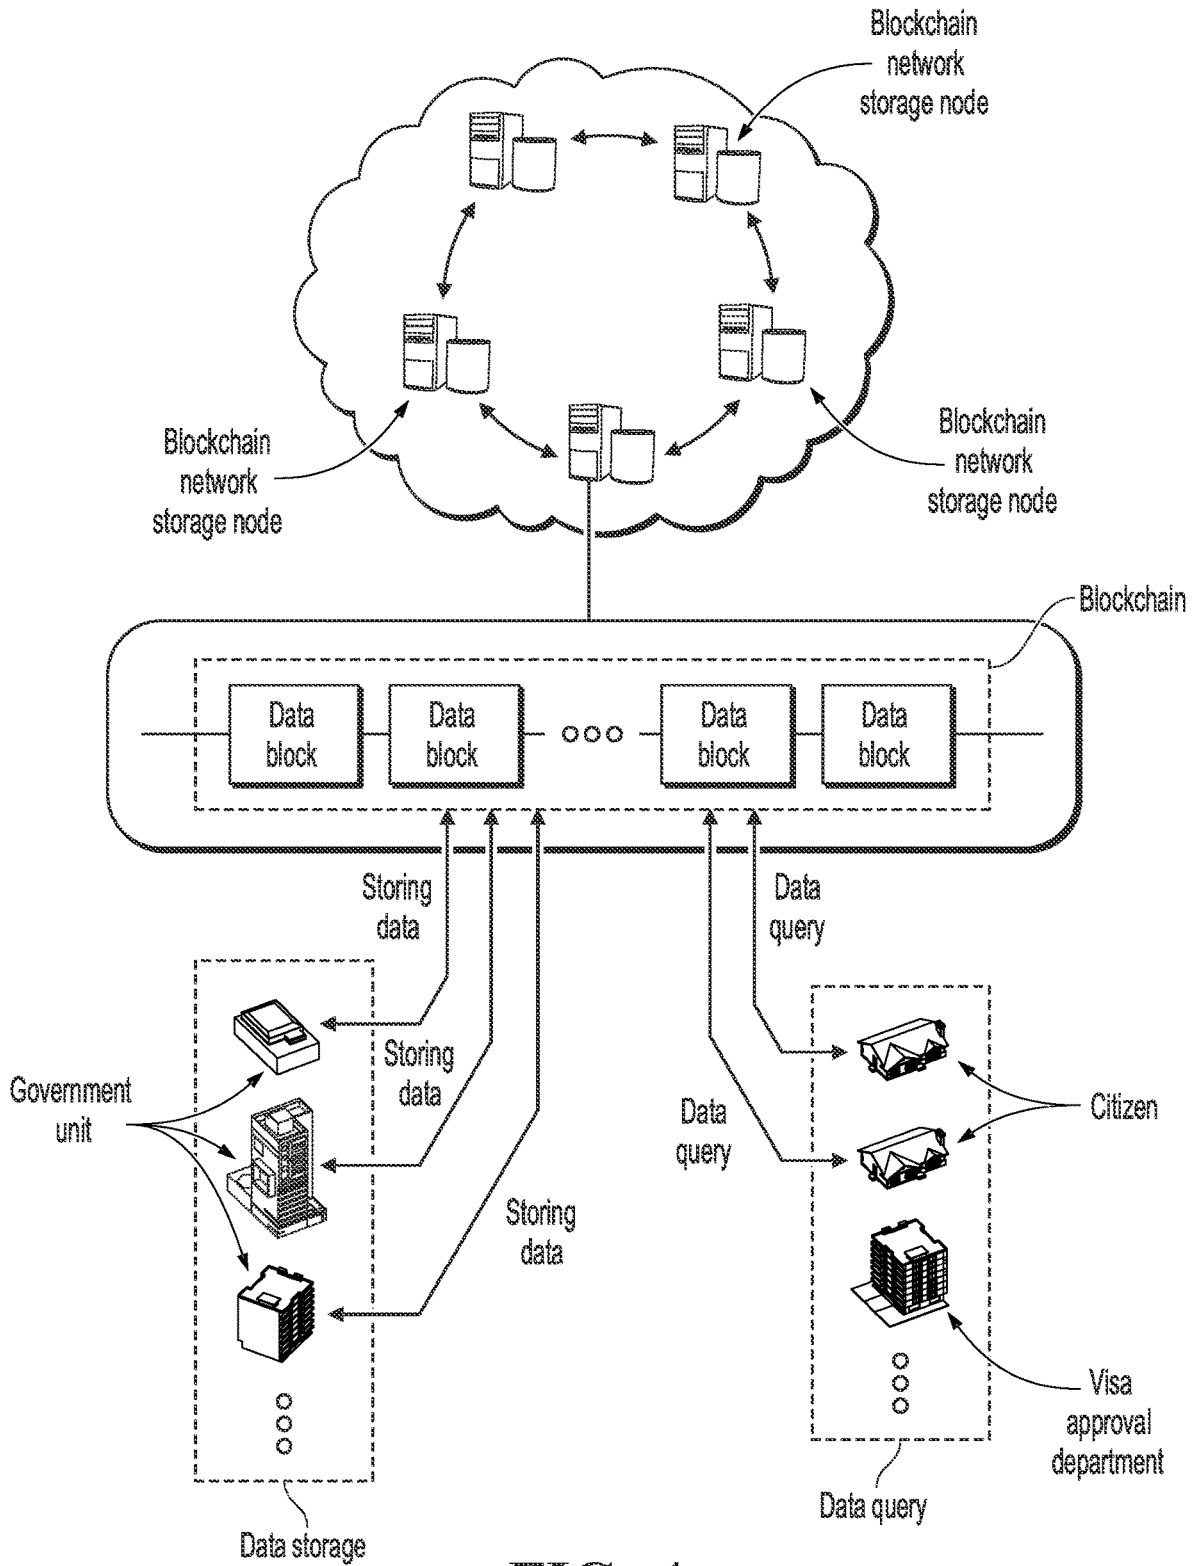 Blockchain
network
storage node
Blockchain
network
storage node
Blockchain
network
storage node
Blockchain
Data
block
Data
block
Data
block
Data
block
Storing
data
Data
query
Storing
data
Government
unit
Data
query
Citizen
Storing
data
Visa
approval
department
Data query
Data storage